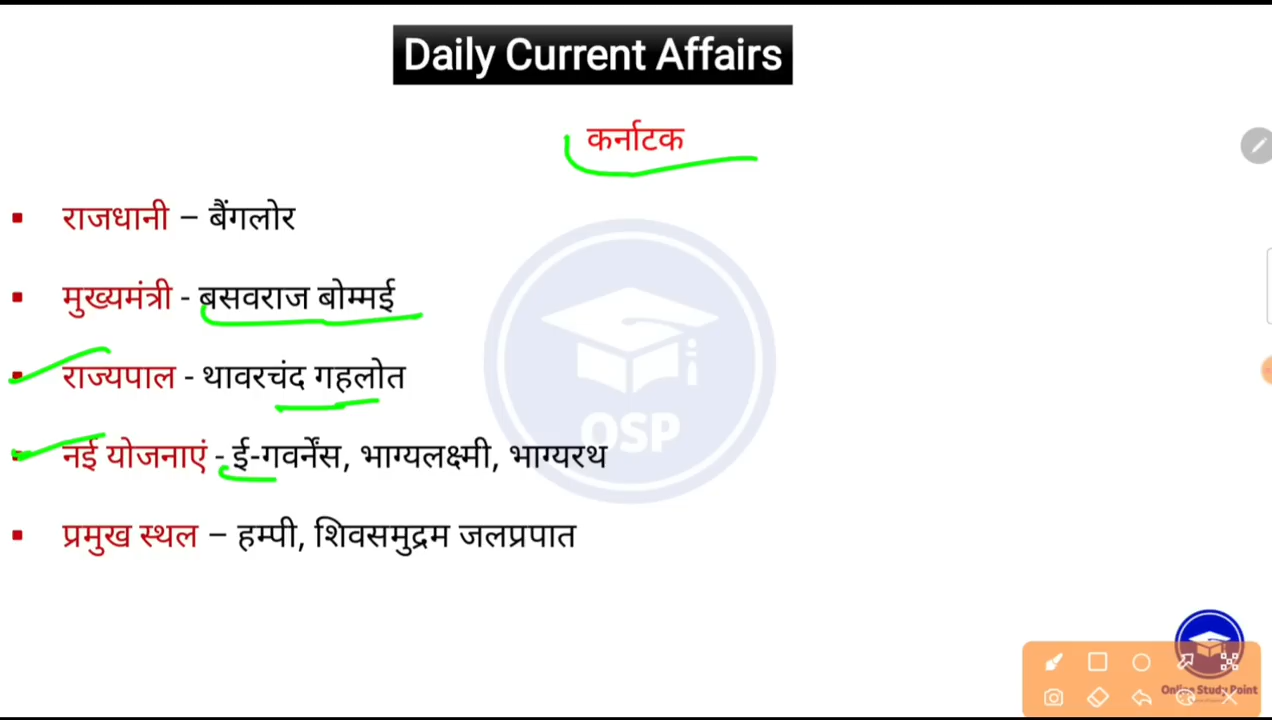 Daily Current Affairs
कर्नाटक
▪ राजधानी – बैंगलोर
▪ मुख्यमंत्री - बसवराज बोम्मई
▪ राज्यपाल - थावरचंद गहलोत
▪ नई योजनाएं - ई-गवर्नेंस, भाग्यलक्ष्मी, भाग्यरथ
▪ प्रमुख स्थल – हम्पी, शिवसमुद्रम जलप्रपात
OSP
Online Study Point